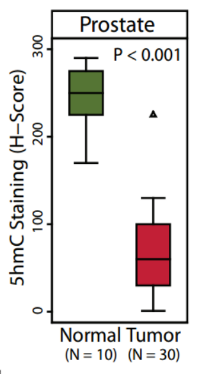 Prostate
P < 0.001
5hmC Staining (H−Score)
300
200
100
0
Normal Tumor
(N = 10) (N = 30)